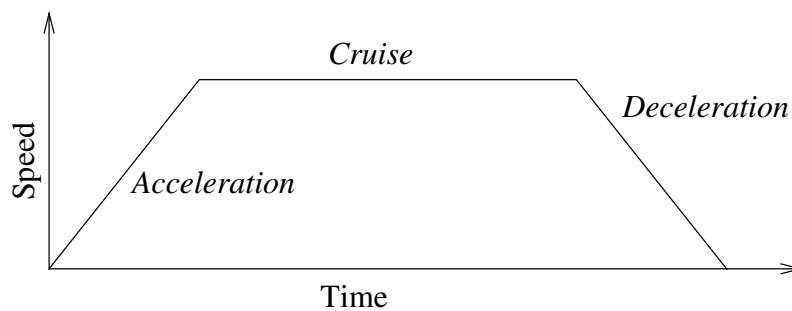 Cruise
Deceleration
Acceleration
Speed
Time